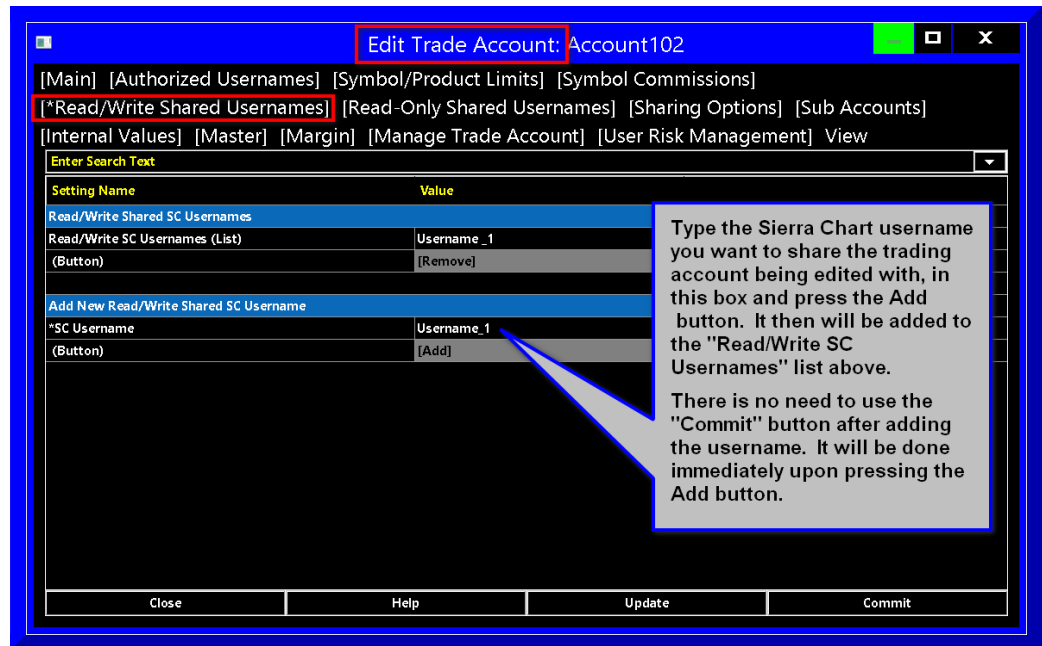 Edit Trade Account: Account102
X
[Main] [Authorized Usernames] [Symbol/Product Limits] [Symbol Commissions]
[*Read/Write Shared Usernames] [Read-Only Shared Usernames] [Sharing Options] [Sub Accounts]
[Internal Values] [Master] [Margin] [Manage Trade Account] [User Risk Management] View
Enter Search Text
Setting Name Value
Read/Write Shared SC Usernames
Read/Write SC Usernames (List) Username _1
(Button) [Remove]
Add New Read/Write Shared SC Username
*SC Username Username_1
(Button) [Add]
Type the Sierra Chart username
you want to share the trading
account being edited with, in
this box and press the Add
button. It then will be added to
the "Read/Write SC
Usernames" list above.
There is no need to use the
"Commit" button after adding
the username. It will be done
immediately upon pressing the
Add button.
Close Help Update Commit